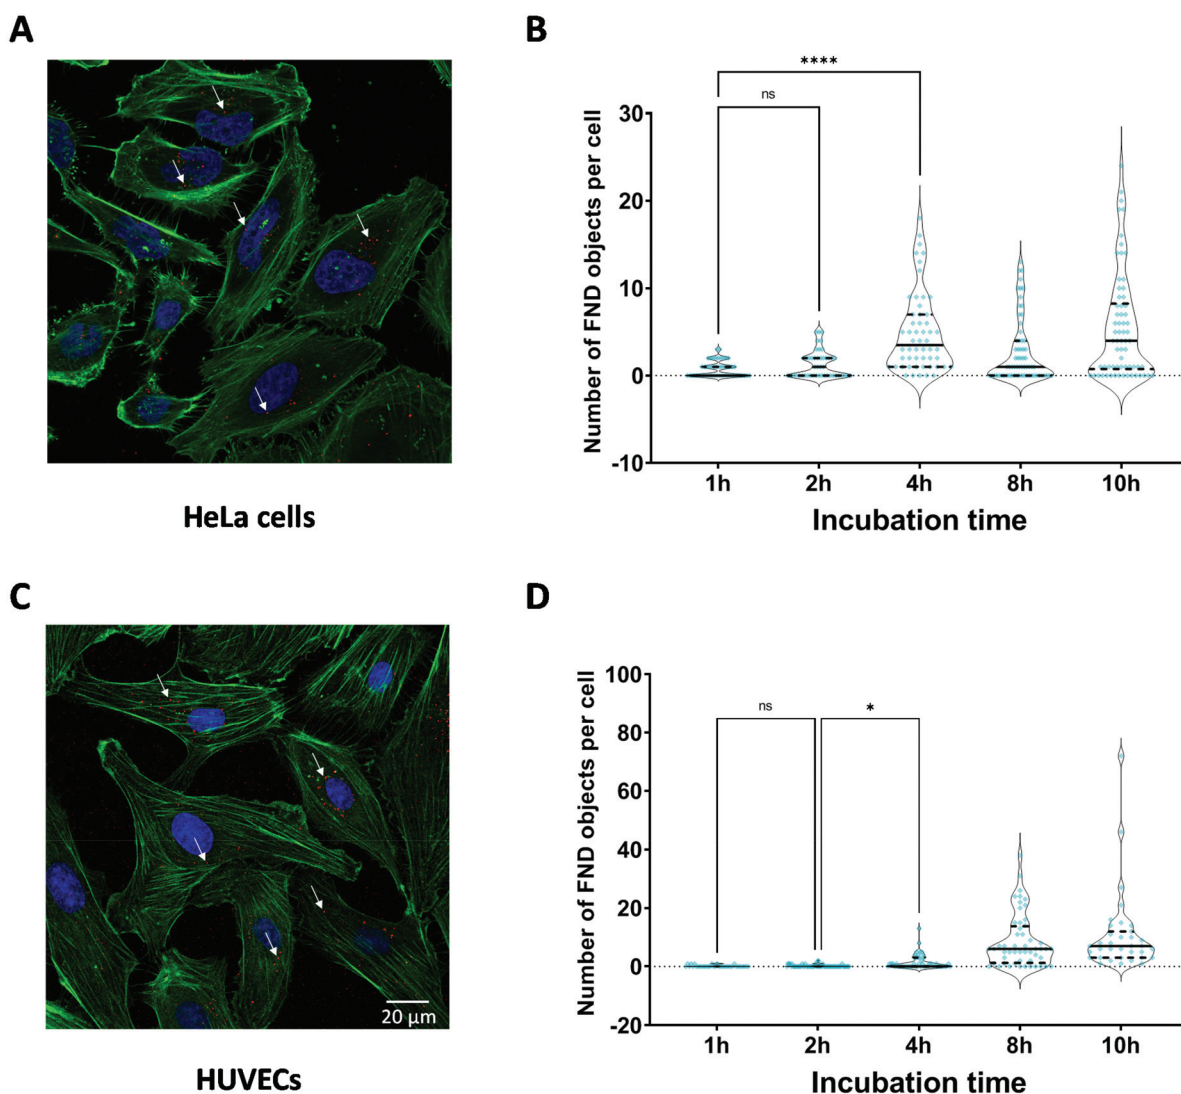 A
B
****
ns
Number of FND objects per cell
30
20
10
0
-10
1h 2h 4h 8h 10h
Incubation time
HeLa cells
C
D
ns
*
Number of FND objects per cell
100
80
60
40
20
0
-20
1h 2h 4h 8h 10h
Incubation time
20 µm
HUVECs